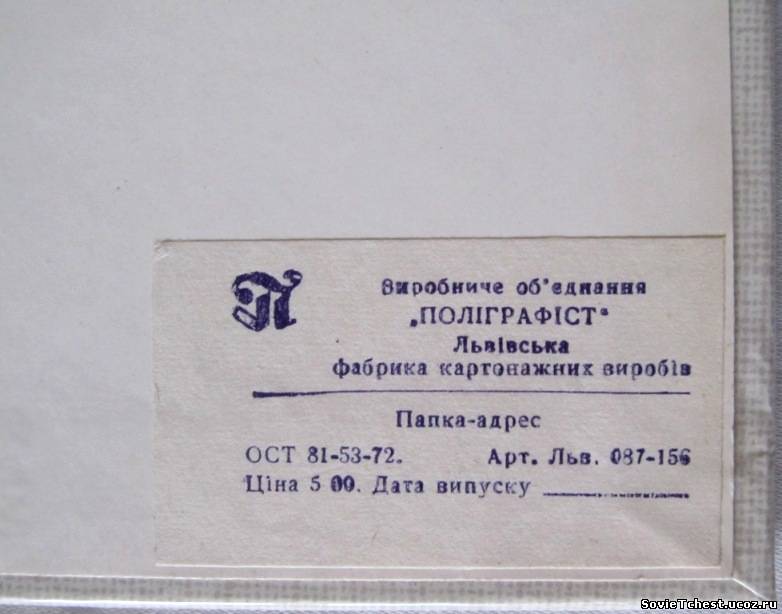 Виробниче об'єднання
„ПОЛІГРАФІСТ"
Львівська
фабрика картонажних виробів
Папка-адрес
ОСТ 81-53-72. Арт. Льв. 087-156
Ціна 5 00. Дата випуску
SovieTchest.ucoz.ru